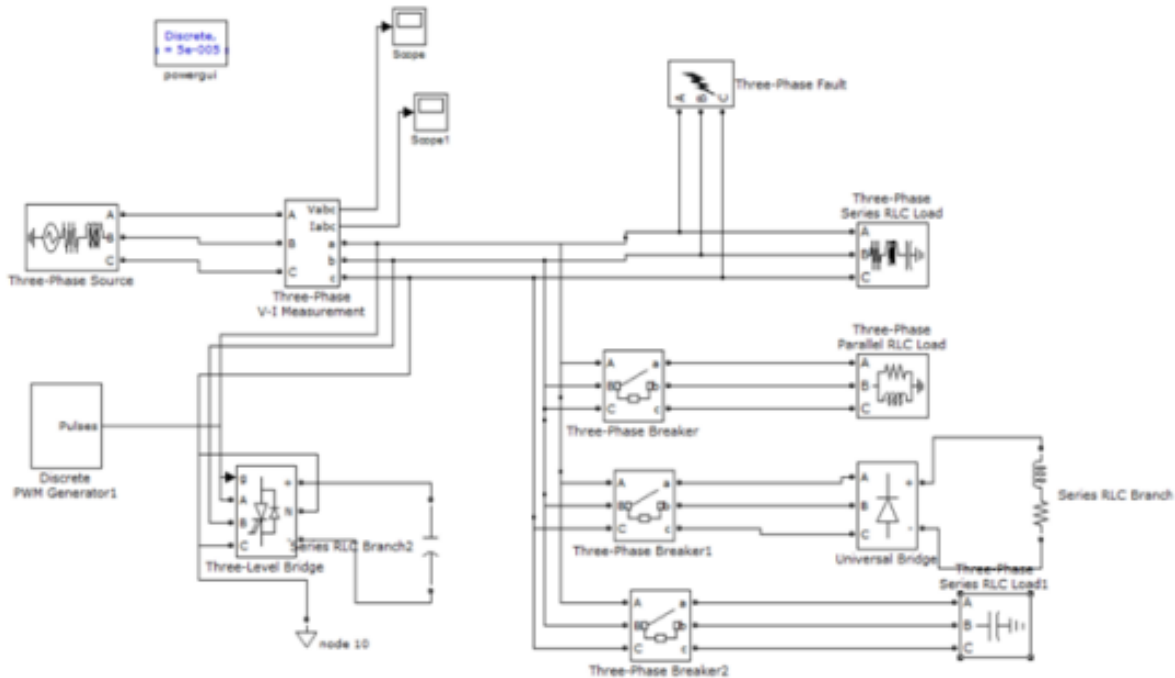 Discrete,
= 5e-005
powergui
Scope
Scope1
Three-Phase Fault
A
B
C
A
B
C
Three-Phase Source
A
B
C
Vabc
Iabc
a
b
c
Three-Phase
V-I Measurement
Three-Phase
Series RLC Load
A
B
C
Three-Phase
Parallel RLC Load
A
B
C
A
B
C
a
b
c
Three-Phase Breaker
Pulses
Discrete
PWM Generator1
g
A
B
C
+
N
-
Three-Level Bridge
Series RLC Branch2
node 10
A
B
C
a
b
c
Three-Phase Breaker1
A
B
C
+
-
Universal Bridge
Series RLC Branch
Three-Phase
Series RLC Load1
A
B
C
A
B
C
a
b
c
Three-Phase Breaker2